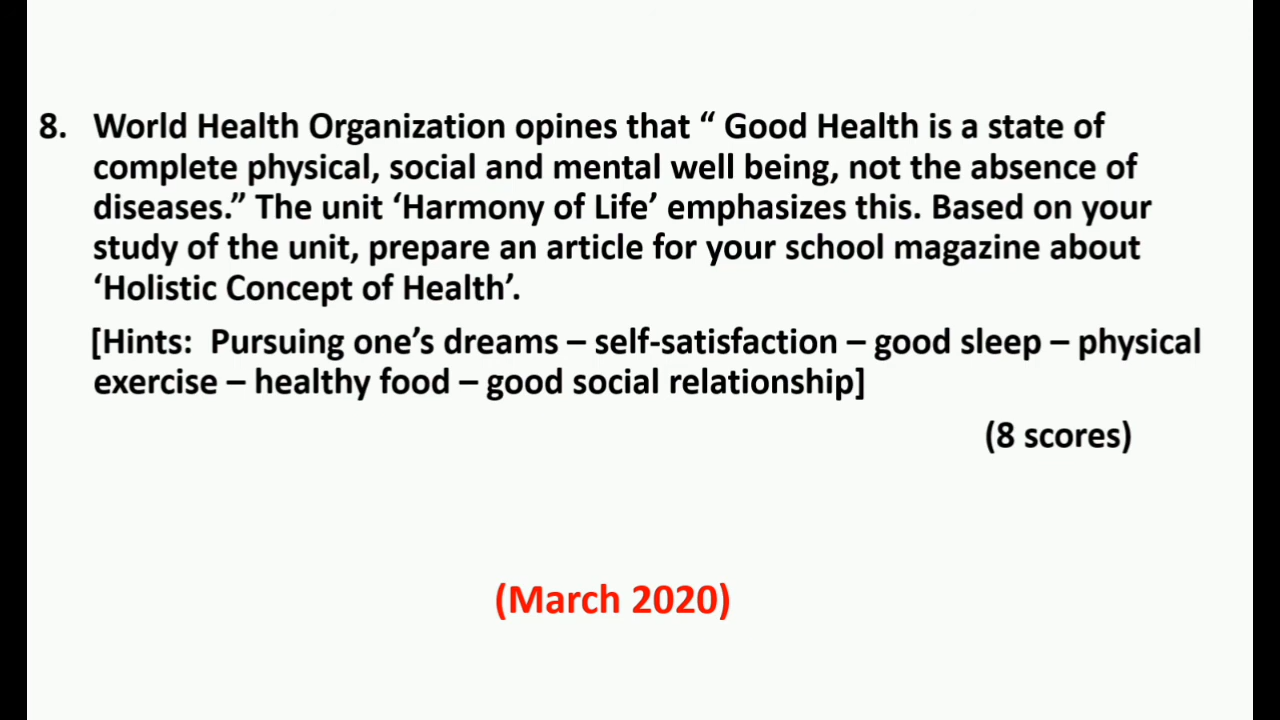 8. World Health Organization opines that “ Good Health is a state of
complete physical, social and mental well being, not the absence of
diseases.” The unit ‘Harmony of Life’ emphasizes this. Based on your
study of the unit, prepare an article for your school magazine about
‘Holistic Concept of Health’.
[Hints: Pursuing one’s dreams – self-satisfaction – good sleep – physical
exercise – healthy food – good social relationship]
(8 scores)
(March 2020)